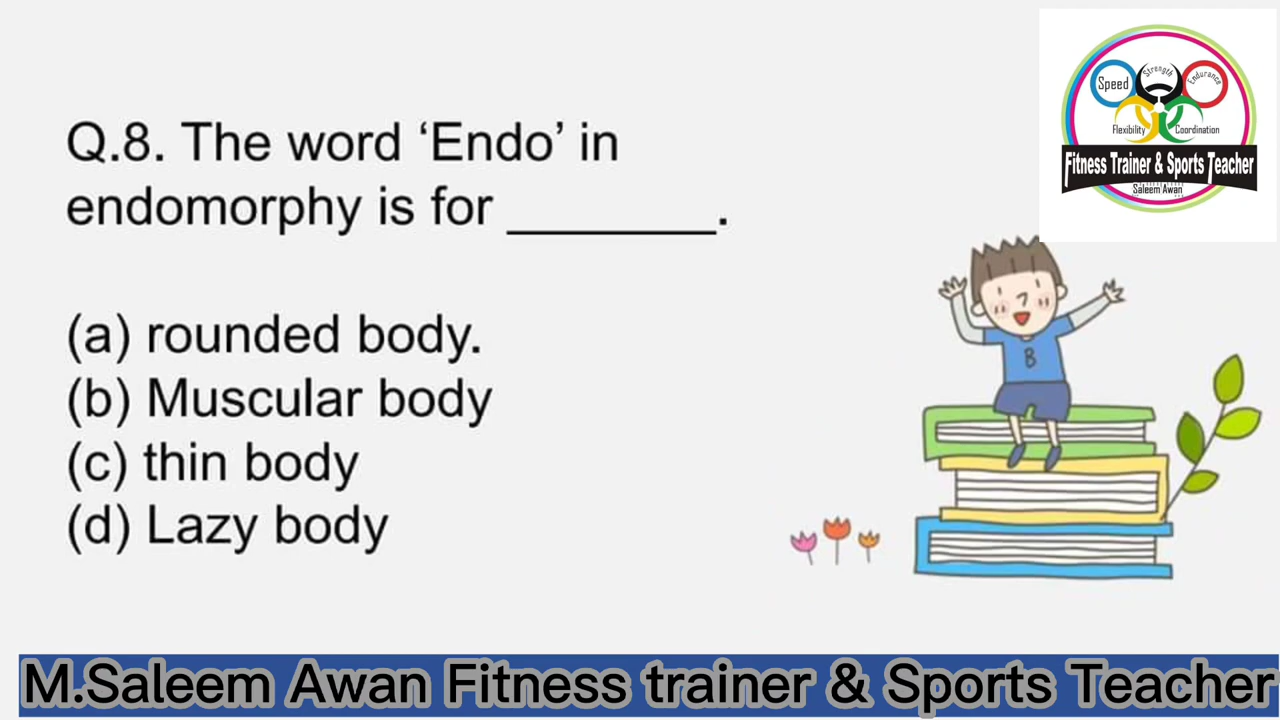 Speed
Strength
Endurance
Flexibility
Coordination
Fitness Trainer & Sports Teacher
Saleem Awan
Q.8. The word ‘Endo’ in
endomorphy is for ________.
(a) rounded body.
(b) Muscular body
(c) thin body
(d) Lazy body
B
M.Saleem Awan Fitness trainer & Sports Teacher